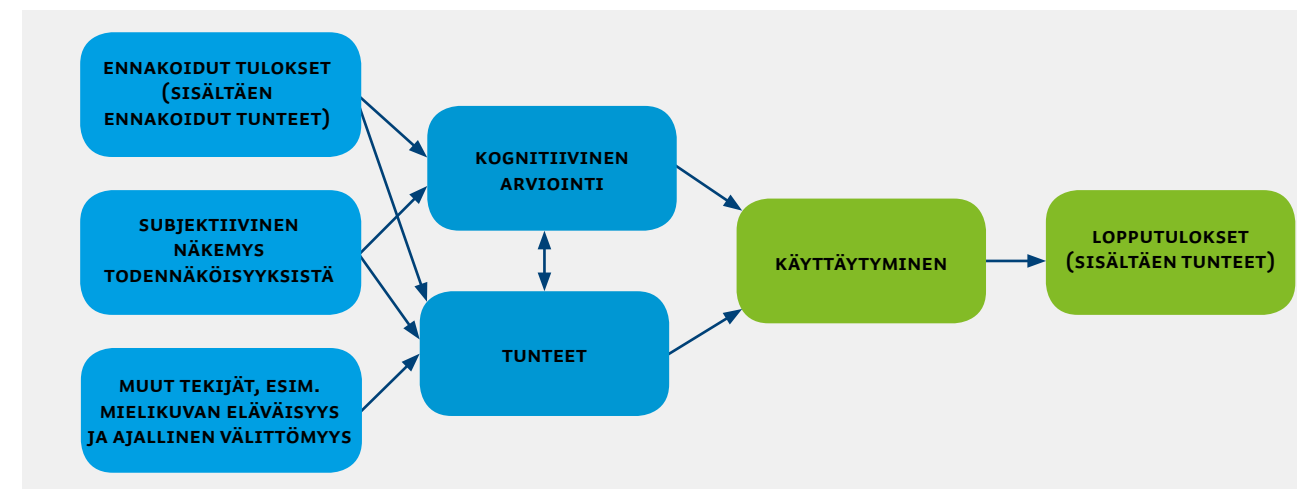 ENNAKOIDUT TULOKSET
(SISÄLTÄEN
ENNAKOIDUT TUNTEET)
SUBJEKTIIVINEN
NÄKEMYS
TODENNÄKÖISYYKSISTÄ
MUUT TEKIJÄT, ESIM.
MIELIKUVAN ELÄVÄISYYS
JA AJALLINEN VÄLITTÖMYYS
KOGNITIIVINEN
ARVIOINTI
TUNTEET
KÄYTTÄYTYMINEN
LOPPUTULOKSET
(SISÄLTÄEN TUNTEET)